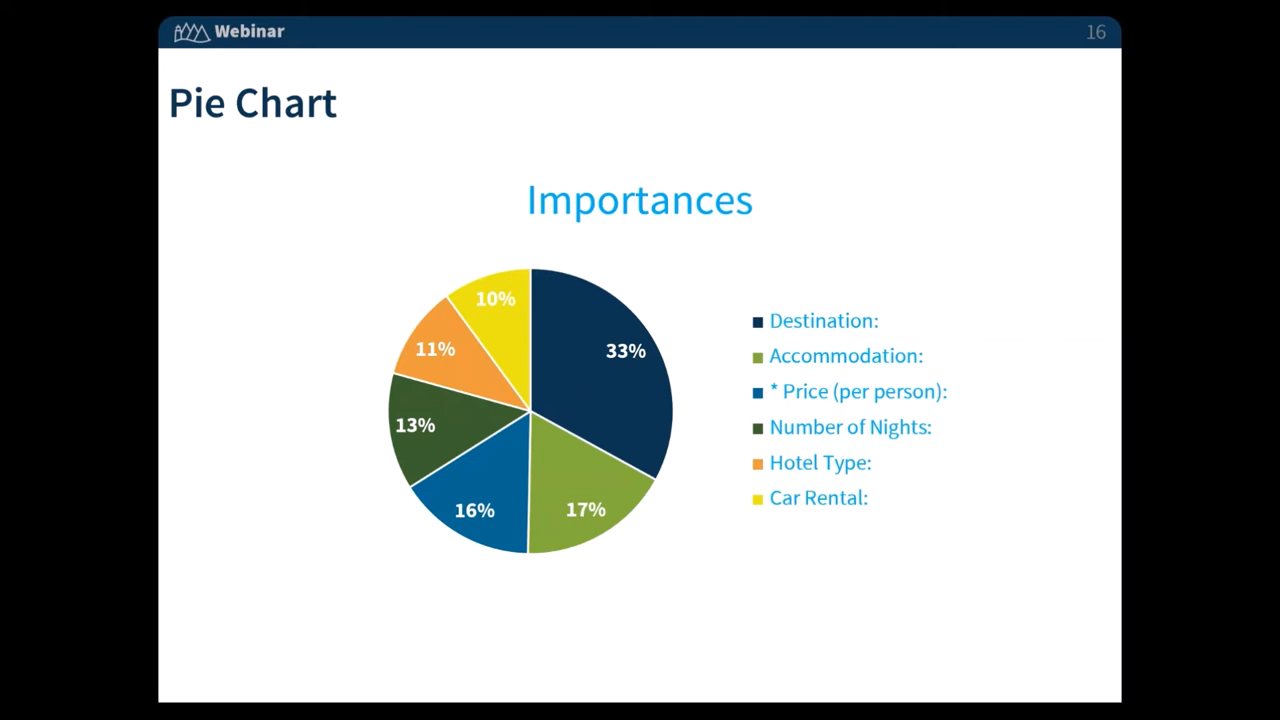 Webinar
16
Pie Chart
Importances
10%
33%
11%
13%
16%
17%
Destination:
Accommodation:
* Price (per person):
Number of Nights:
Hotel Type:
Car Rental: